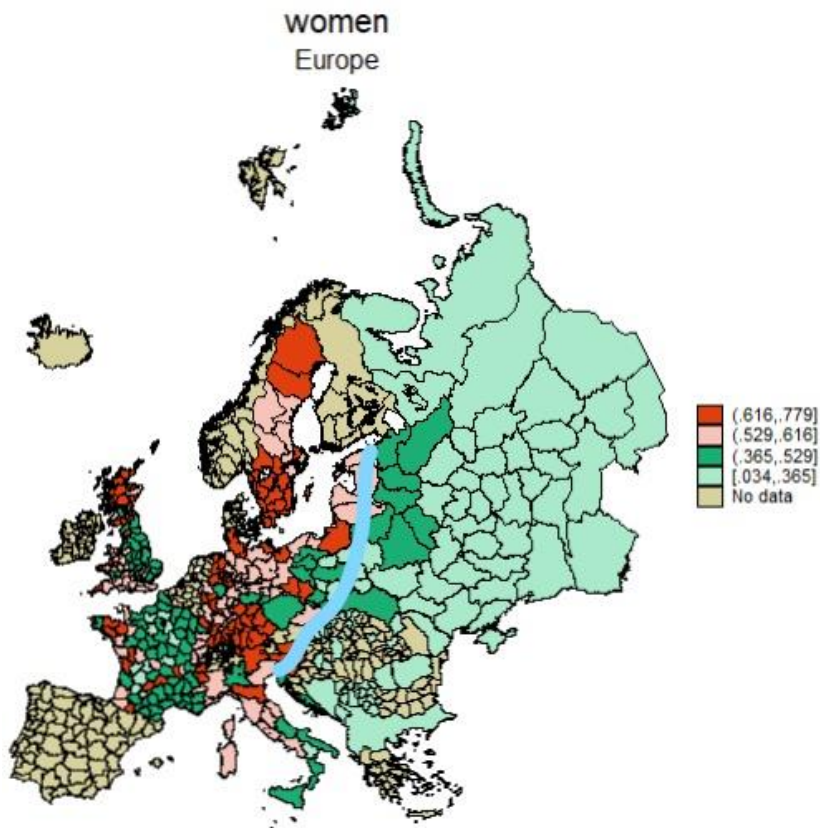 women
Europe
(.616,.779]
(.529,.616]
(.365,.529]
[.034,.365]
No data